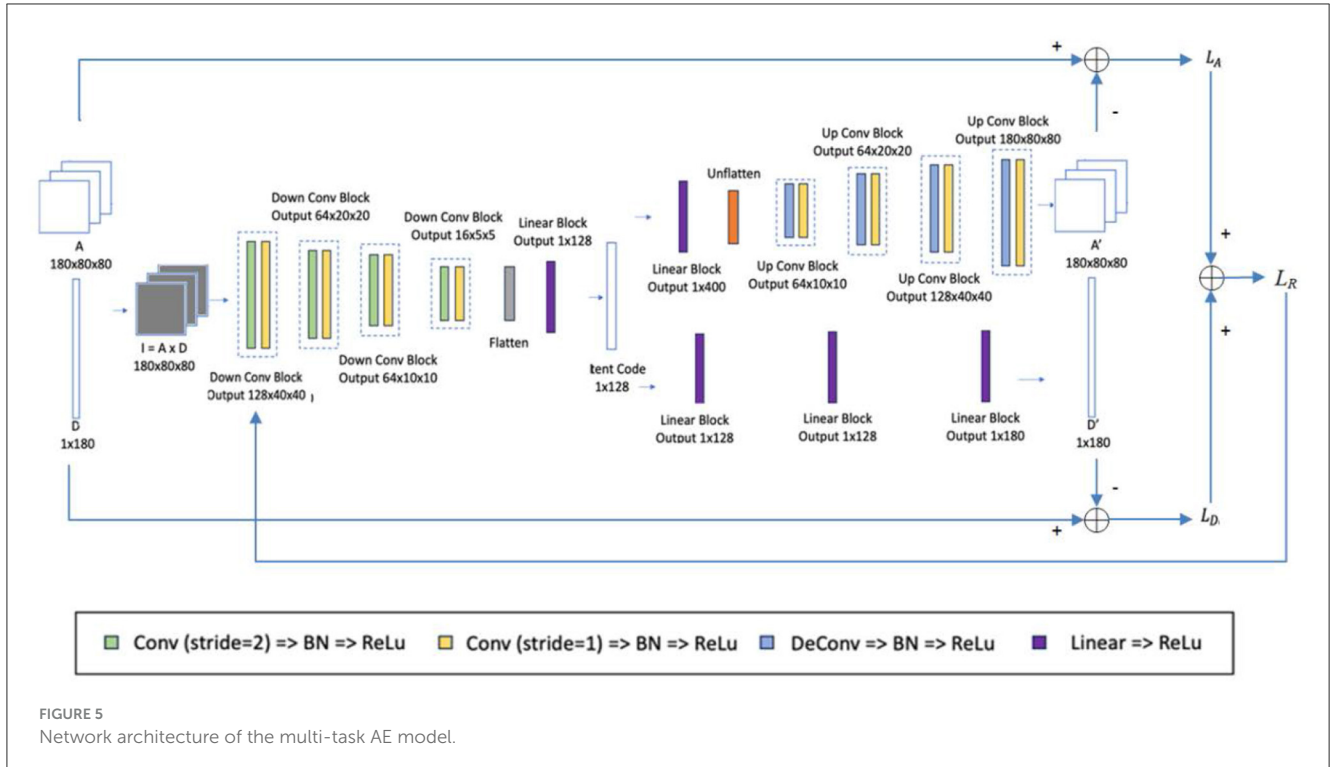 +
L_A
-
A
180x80x80
I = A x D
180x80x80
D
1x180
Down Conv Block
Output 128x40x40
Down Conv Block
Output 64x20x20
Down Conv Block
Output 64x10x10
Down Conv Block
Output 16x5x5
Flatten
Linear Block
Output 1x128
tent Code
1x128
Linear Block
Output 1x400
Unflatten
Up Conv Block
Output 64x10x10
Up Conv Block
Output 64x20x20
Up Conv Block
Output 128x40x40
Up Conv Block
Output 180x80x80
A'
180x80x80
Linear Block
Output 1x128
Linear Block
Output 1x128
Linear Block
Output 1x180
D'
1x180
+
L_R
+
-
+
L_D
Conv (stride=2) => BN => ReLu
Conv (stride=1) => BN => ReLu
DeConv => BN => ReLu
Linear => ReLu
FIGURE 5
Network architecture of the multi-task AE model.